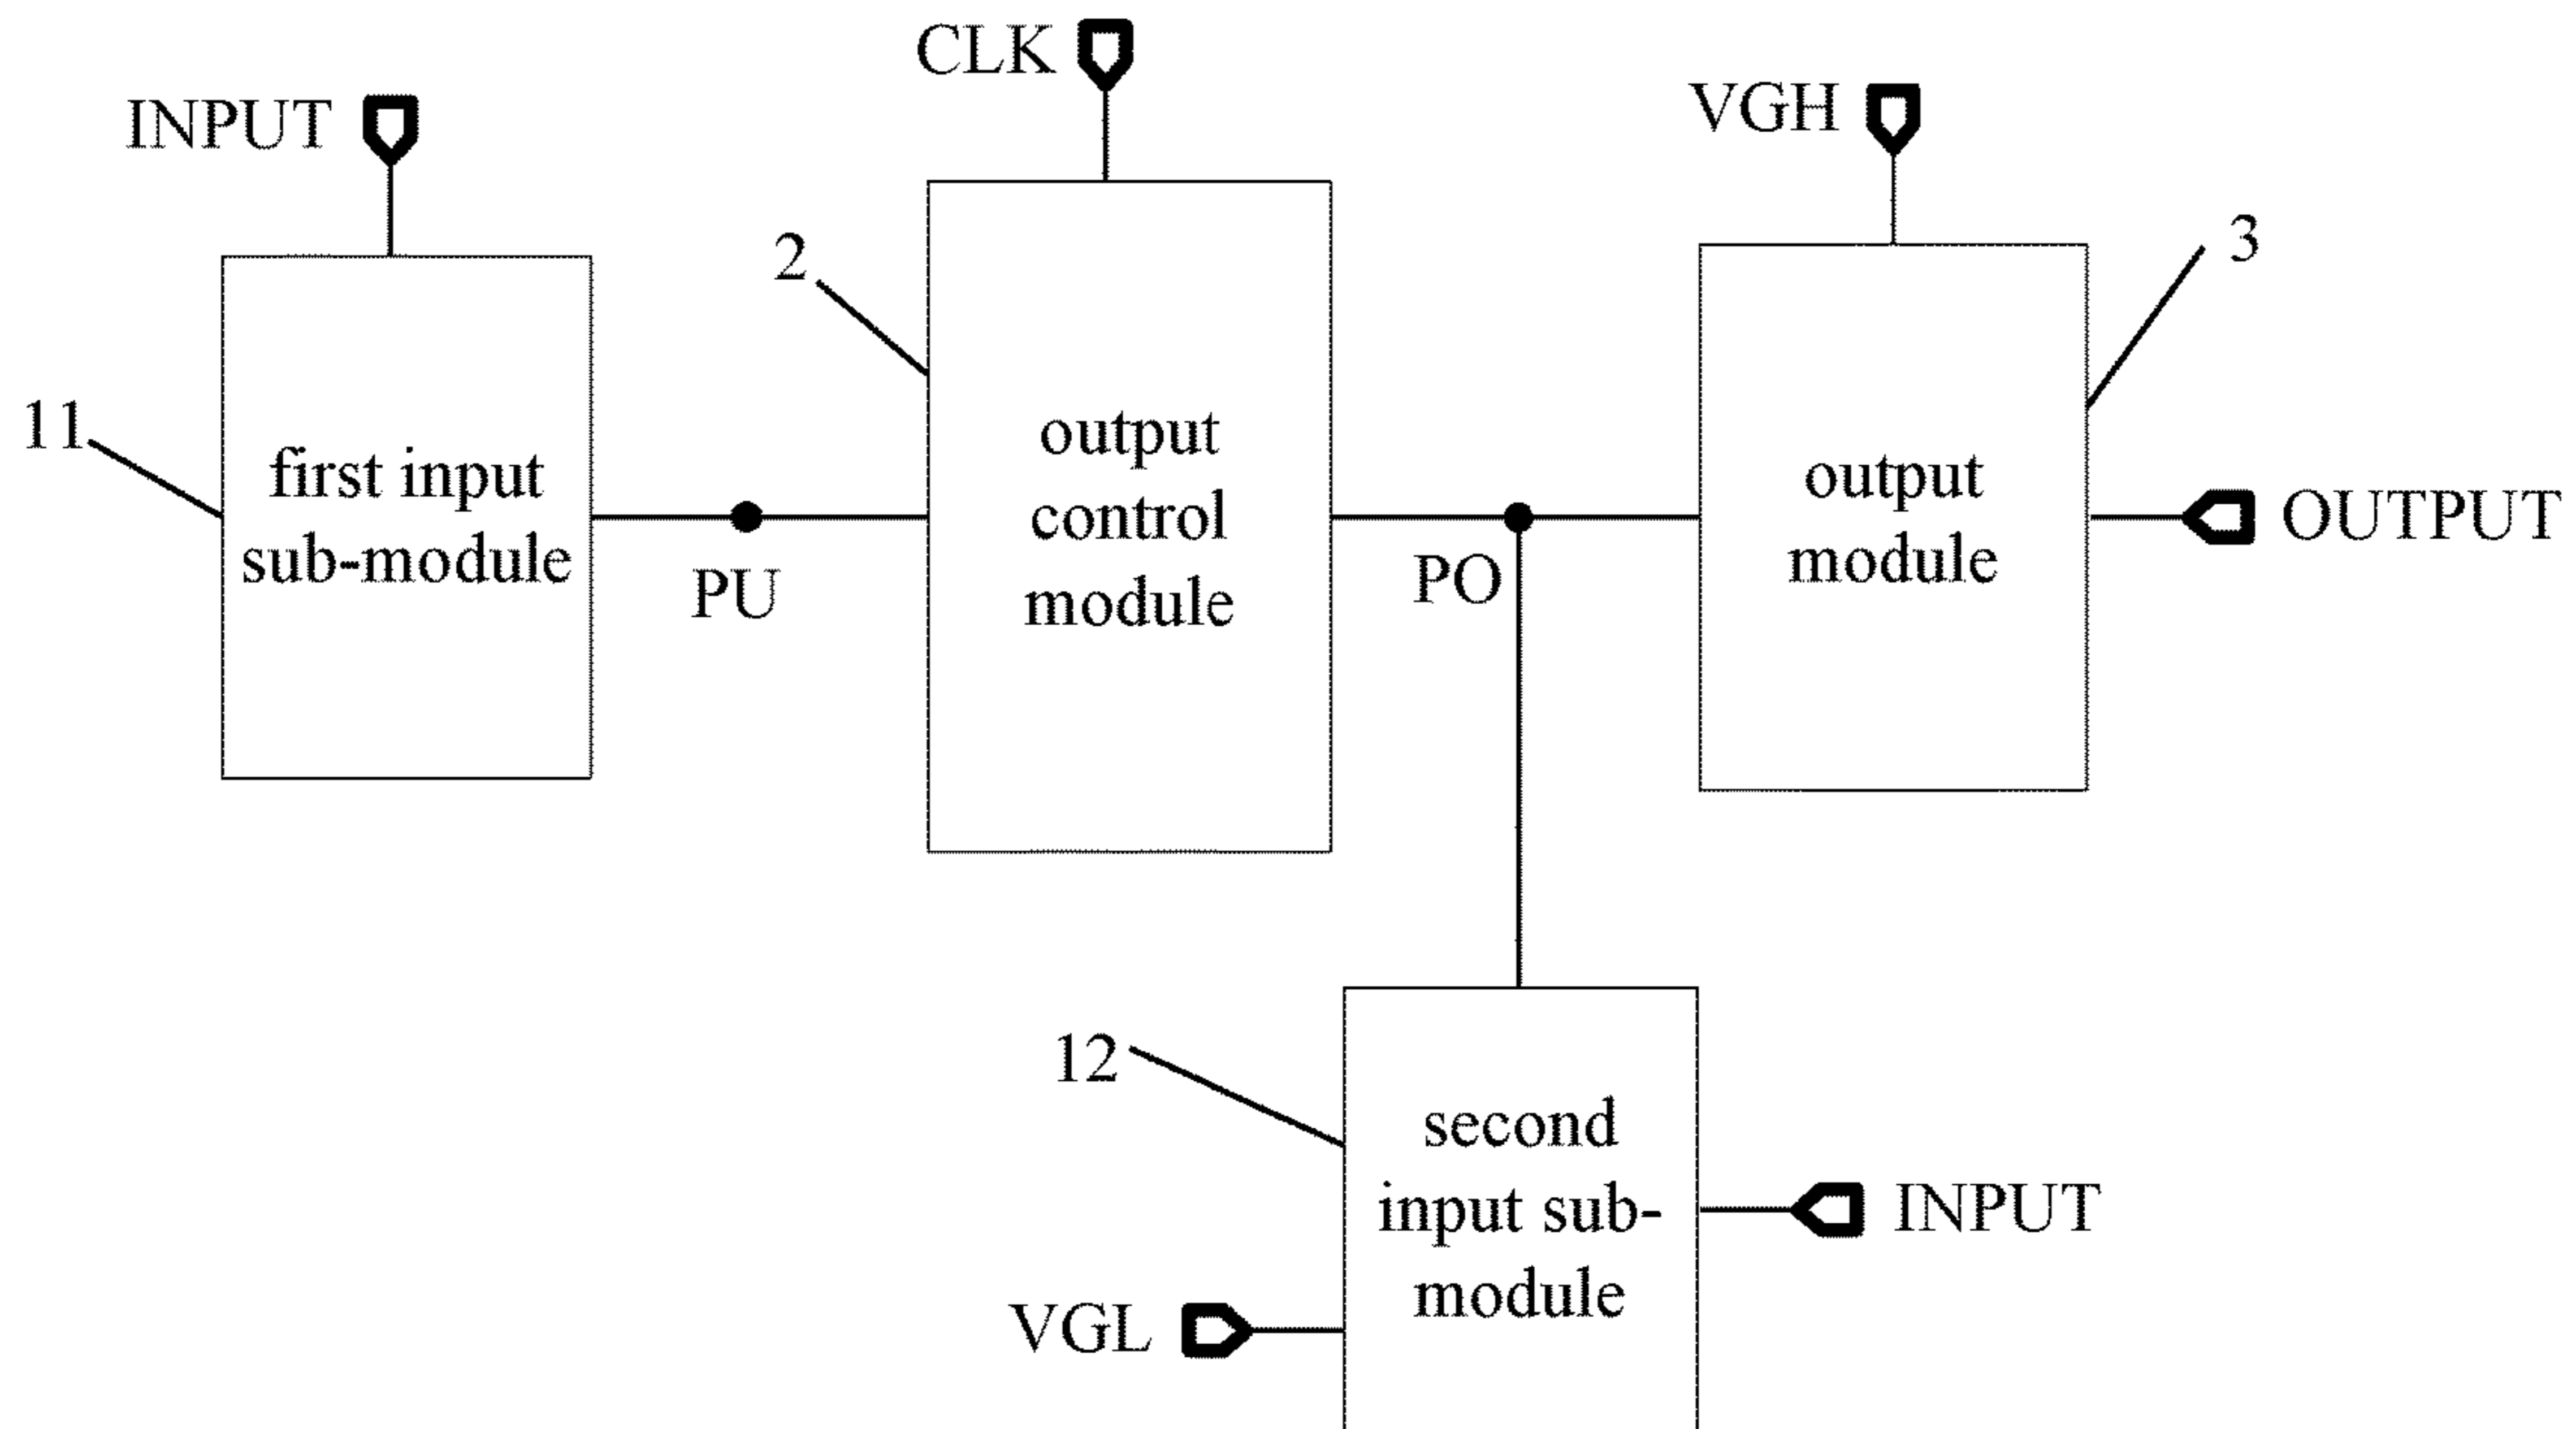 CLK
INPUT
VGH
2
3
11
first input
sub-module
PU
output
control
module
PO
output
module
OUTPUT
12
second
input sub-
module
INPUT
VGL